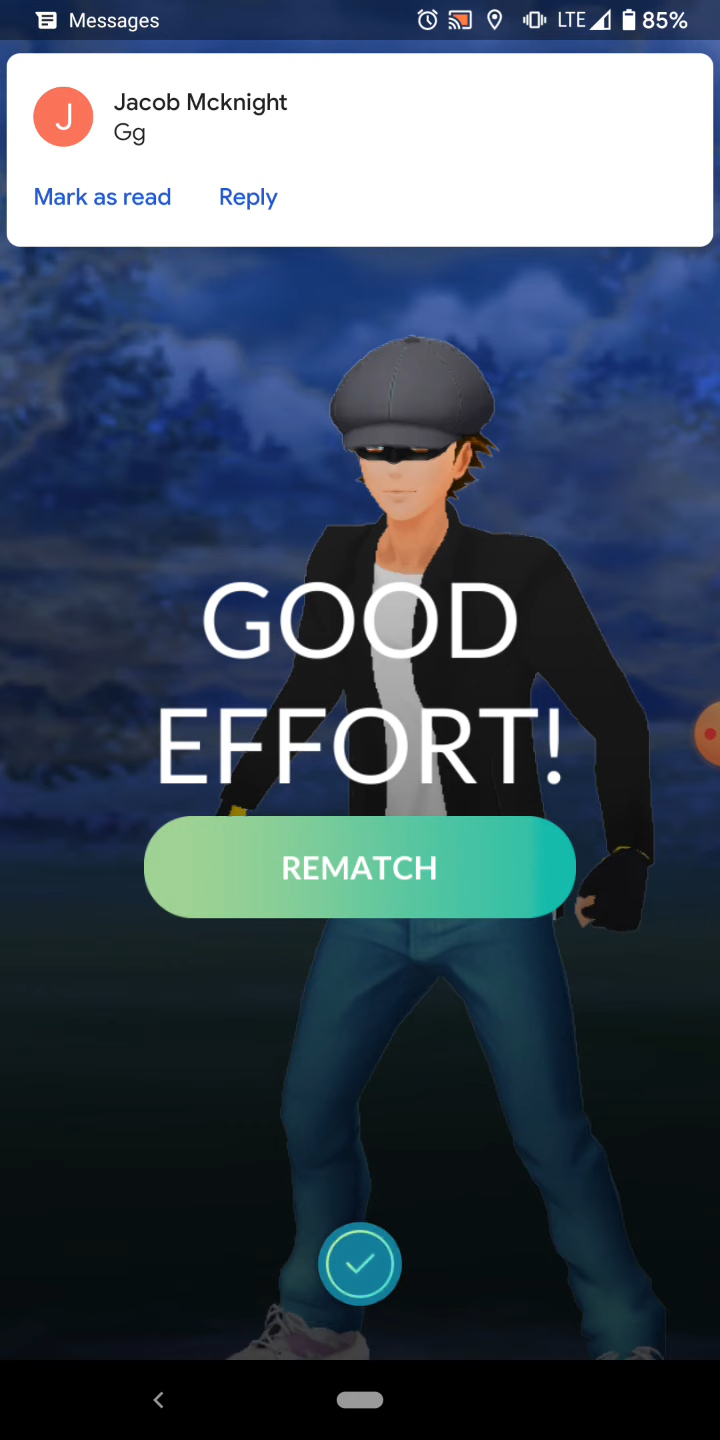 Messages
LTE 85%
J
Jacob Mcknight
Gg
Mark as read Reply
GOOD
EFFORT!
REMATCH